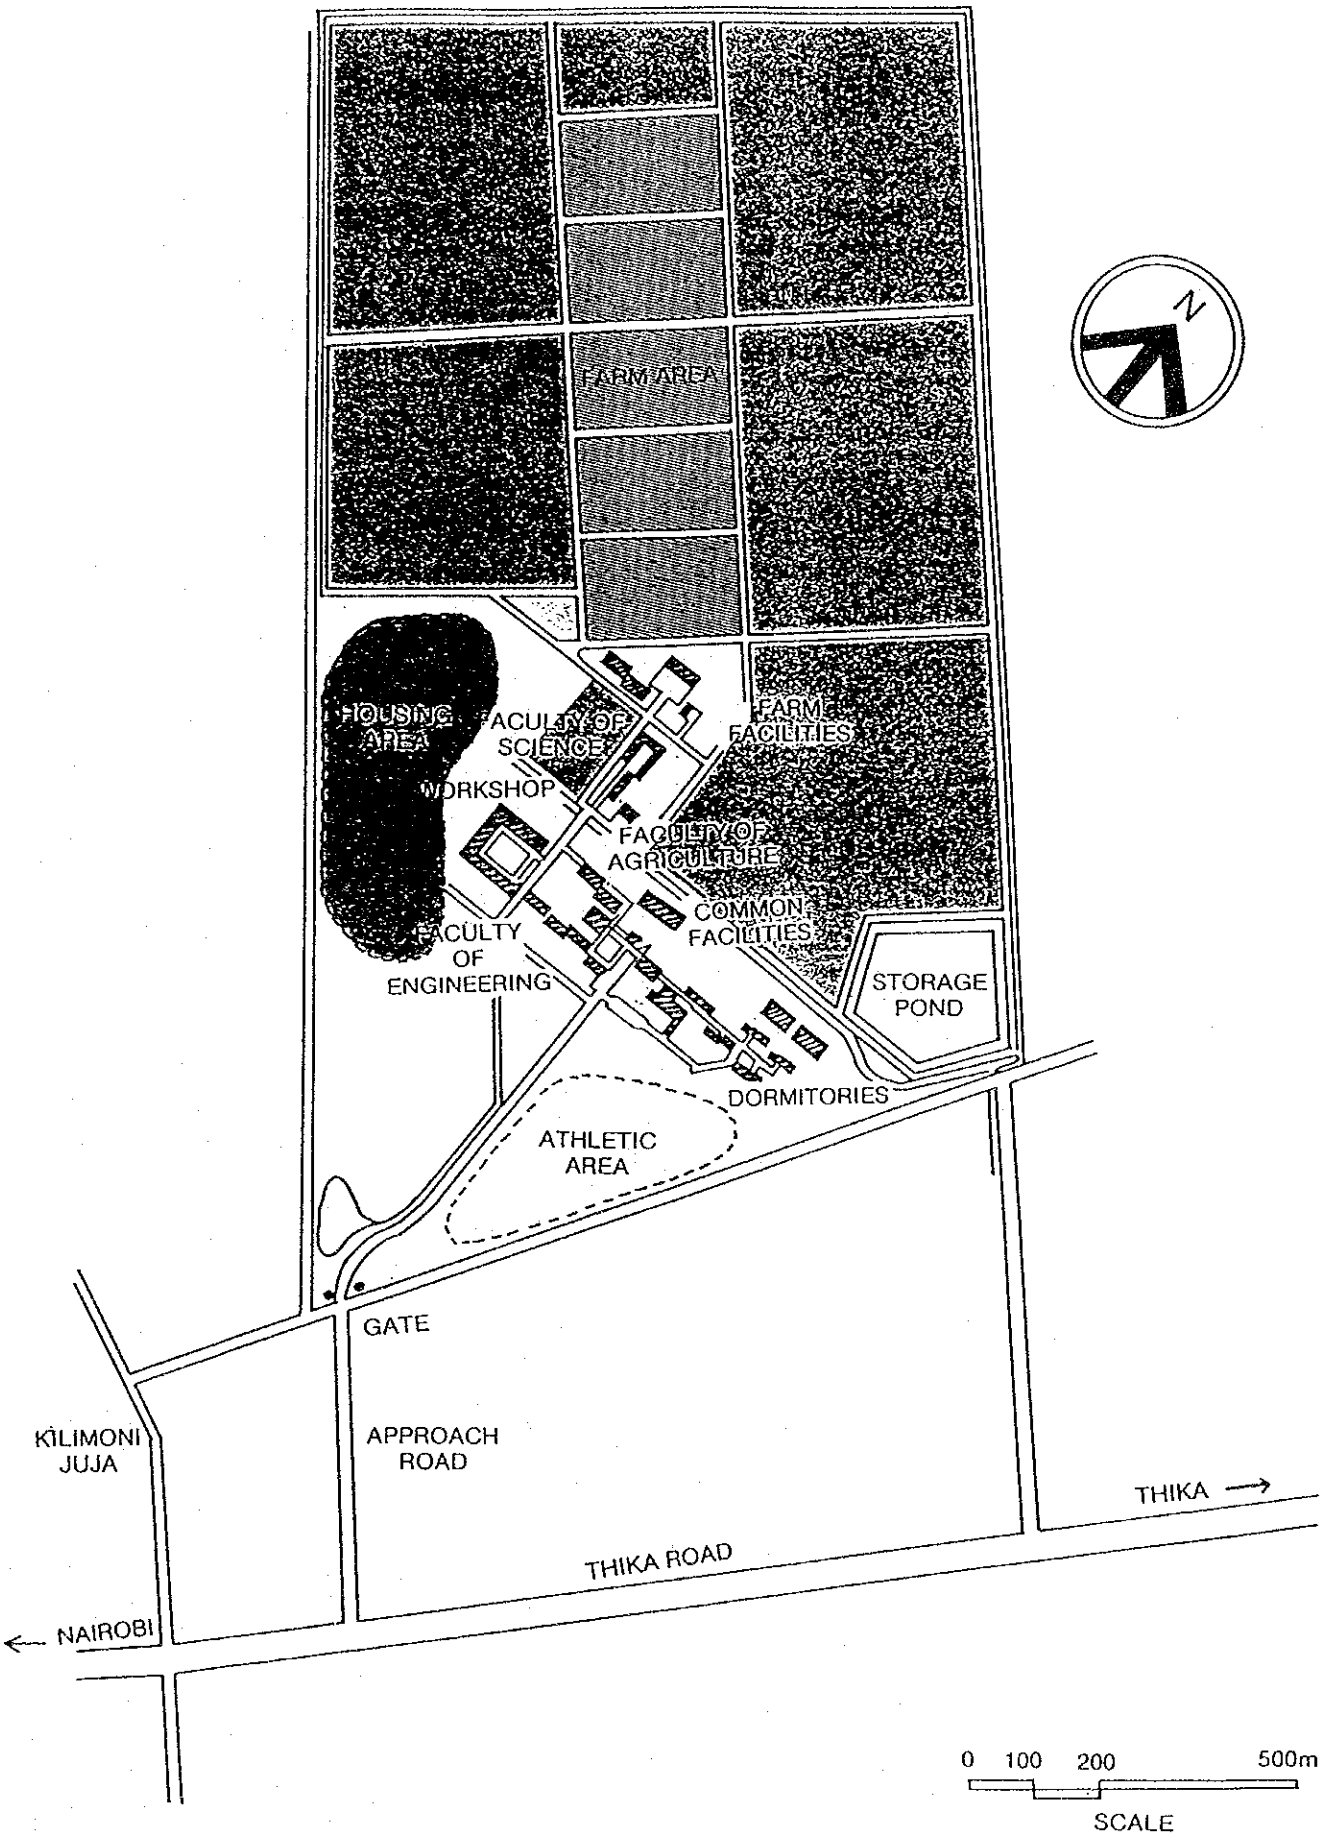 N
FARM AREA
HOUSING
AREA
ACULTY OF
SCIENCE
FARM
FACILITIES
WORKSHOP
FACULTY OF
AGRICULTURE
COMMON
FACILITIES
FACULTY
OF
ENGINEERING
STORAGE
POND
DORMITORIES
ATHLETIC
AREA
GATE
KILIMONI
JUJA
APPROACH
ROAD
THIKA →
THIKA ROAD
← NAIROBI
0 100 200 500m
SCALE